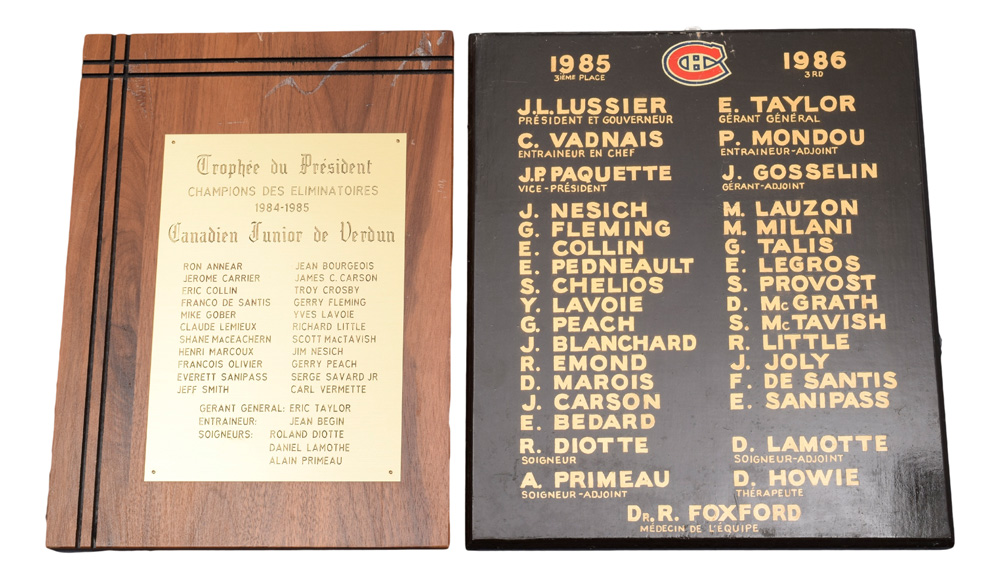 Trophée du Président
CHAMPIONS DES ELIMINATOIRES
1984-1985
Canadien Junior de Verdun
RON ANNEAR JEAN BOURGEOIS
JEROME CARRIER JAMES C. CARSON
ERIC COLLIN TROY CROSBY
FRANCO DE SANTIS GERRY FLEMING
MIKE GOBER YVES LAVOIE
CLAUDE LEMIEUX RICHARD LITTLE
SHANE MacEACHERN SCOTT MacTAVISH
HENRI MARCOUX JIM NESICH
FRANÇOIS OLIVIER GERRY PEACH
EVERETT SANIPASS SERGE SAVARD JR
JEFF SMITH CARL VERMETTE
GERANT GENERAL: ERIC TAYLOR
ENTRAINEUR: JEAN BEGIN
SOIGNEURS: ROLAND DIOTTE
DANIEL LAMOTHE
ALAIN PRIMEAU
1985 1986
3IÈME PLACE 3RD
J.L. LUSSIER E. TAYLOR
PRÉSIDENT ET GOUVERNEUR GÉRANT GÉNÉRAL
C. VADNAIS P. MONDOU
ENTRAINEUR EN CHEF ENTRAINEUR-ADJOINT
J.P. PAQUETTE J. GOSSELIN
VICE-PRÉSIDENT GÉRANT-ADJOINT
J. NESICH M. LAUZON
G. FLEMING M. MILANI
E. COLLIN G. TALIS
E. PEDNEAULT E. LEGROS
S. CHELIOS S. PROVOST
Y. LAVOIE D. McGRATH
G. PEACH S. McTAVISH
J. BLANCHARD R. LITTLE
R. EMOND J. JOLY
D. MAROIS F. DE SANTIS
J. CARSON E. SANIPASS
E. BEDARD
R. DIOTTE D. LAMOTTE
SOIGNEUR SOIGNEUR-ADJOINT
A. PRIMEAU D. HOWIE
SOIGNEUR-ADJOINT THÉRAPEUTE
DR. R. FOXFORD
MÉDECIN DE L'ÉQUIPE